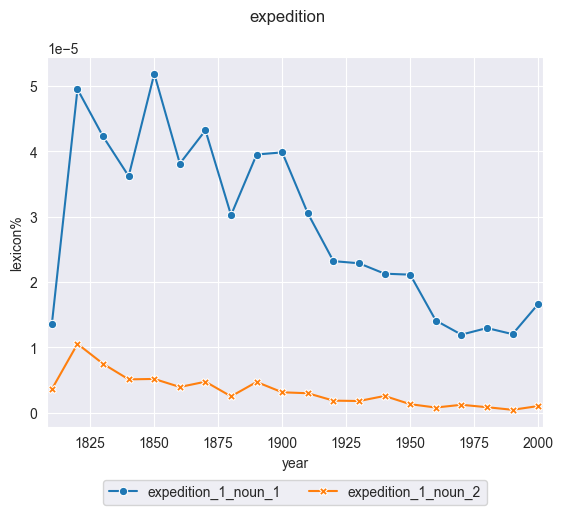 expedition
1e−5
5
4
3
2
1
0
lexicon%
1825 1850 1875 1900 1925 1950 1975 2000
year
expedition_1_noun_1 expedition_1_noun_2